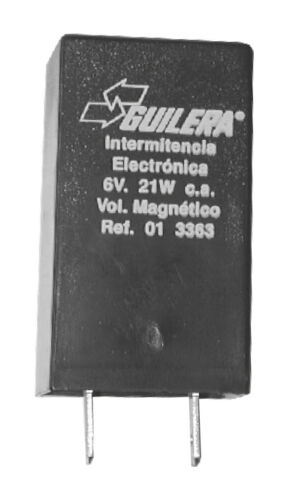 GUILERA®
Intermitencia
Electrónica
6V. 21W c.a.
Vol. Magnético
Ref. 01 3363